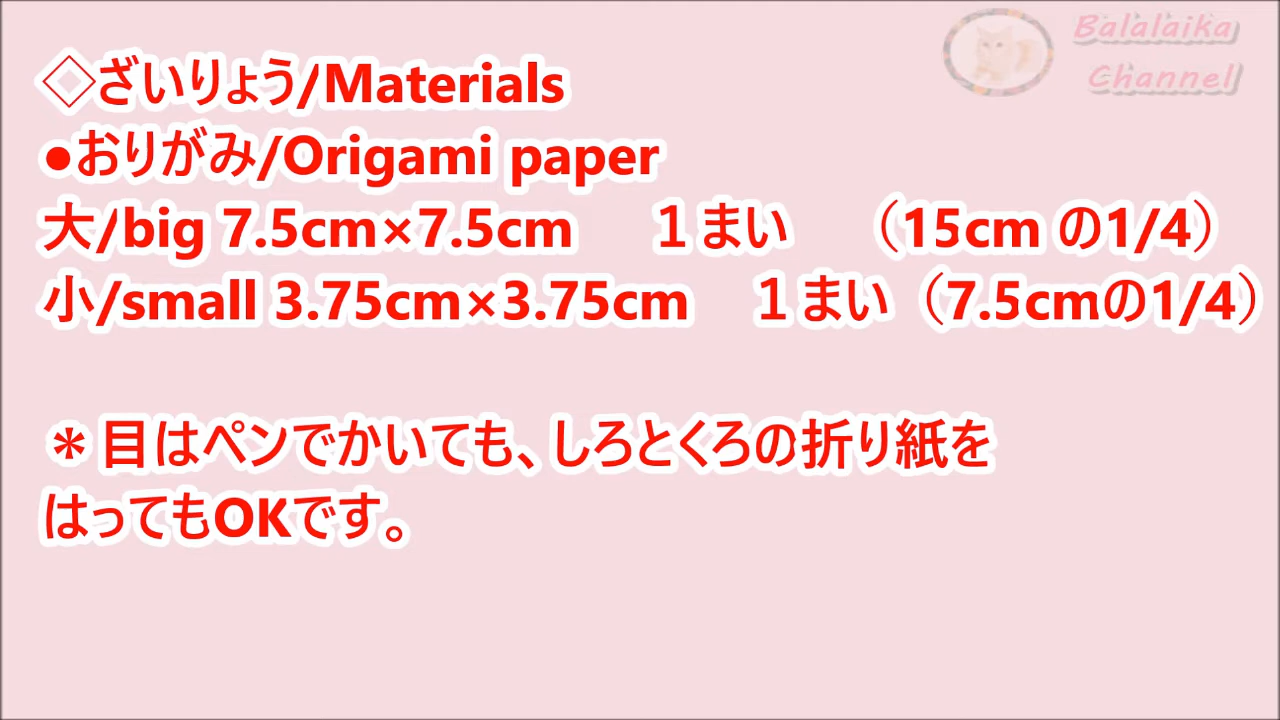 ◇ざいりょう/Materials
●おりがみ/Origami paper
大/big 7.5cm×7.5cm　１まい　（15cm の1/4）
小/small 3.75cm×3.75cm　１まい（7.5cmの1/4）
＊目はペンでかいても、しろとくろの折り紙を
はってもOKです。
Balalaika
Channel